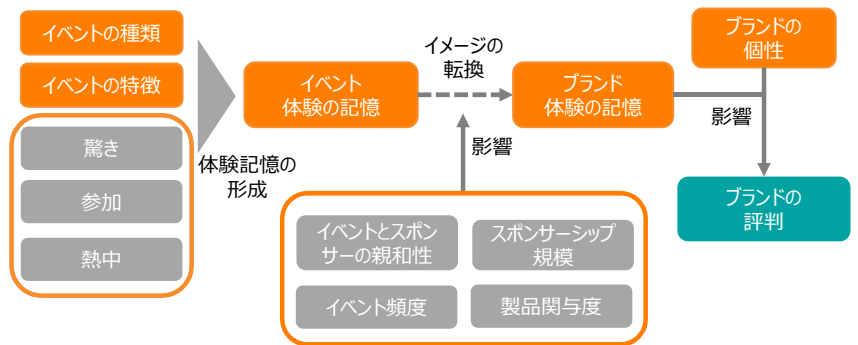 イベントの種類
イベントの特徴
驚き
参加
熱中
体験記憶の
形成
イベント
体験の記憶
イメージの
転換
影響
イベントとスポン
サーの親和性
スポンサーシップ
規模
イベント頻度
製品関与度
ブランド
体験の記憶
ブランドの
個性
影響
ブランドの
評判